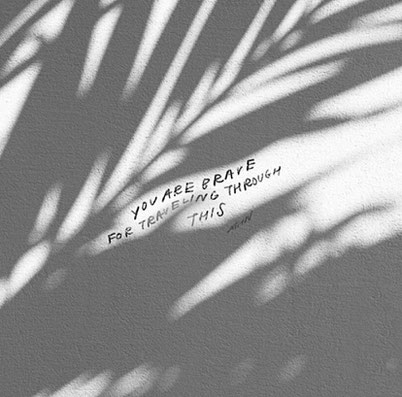 YOU ARE BRAVE
FOR TRAVELING THROUGH
THIS